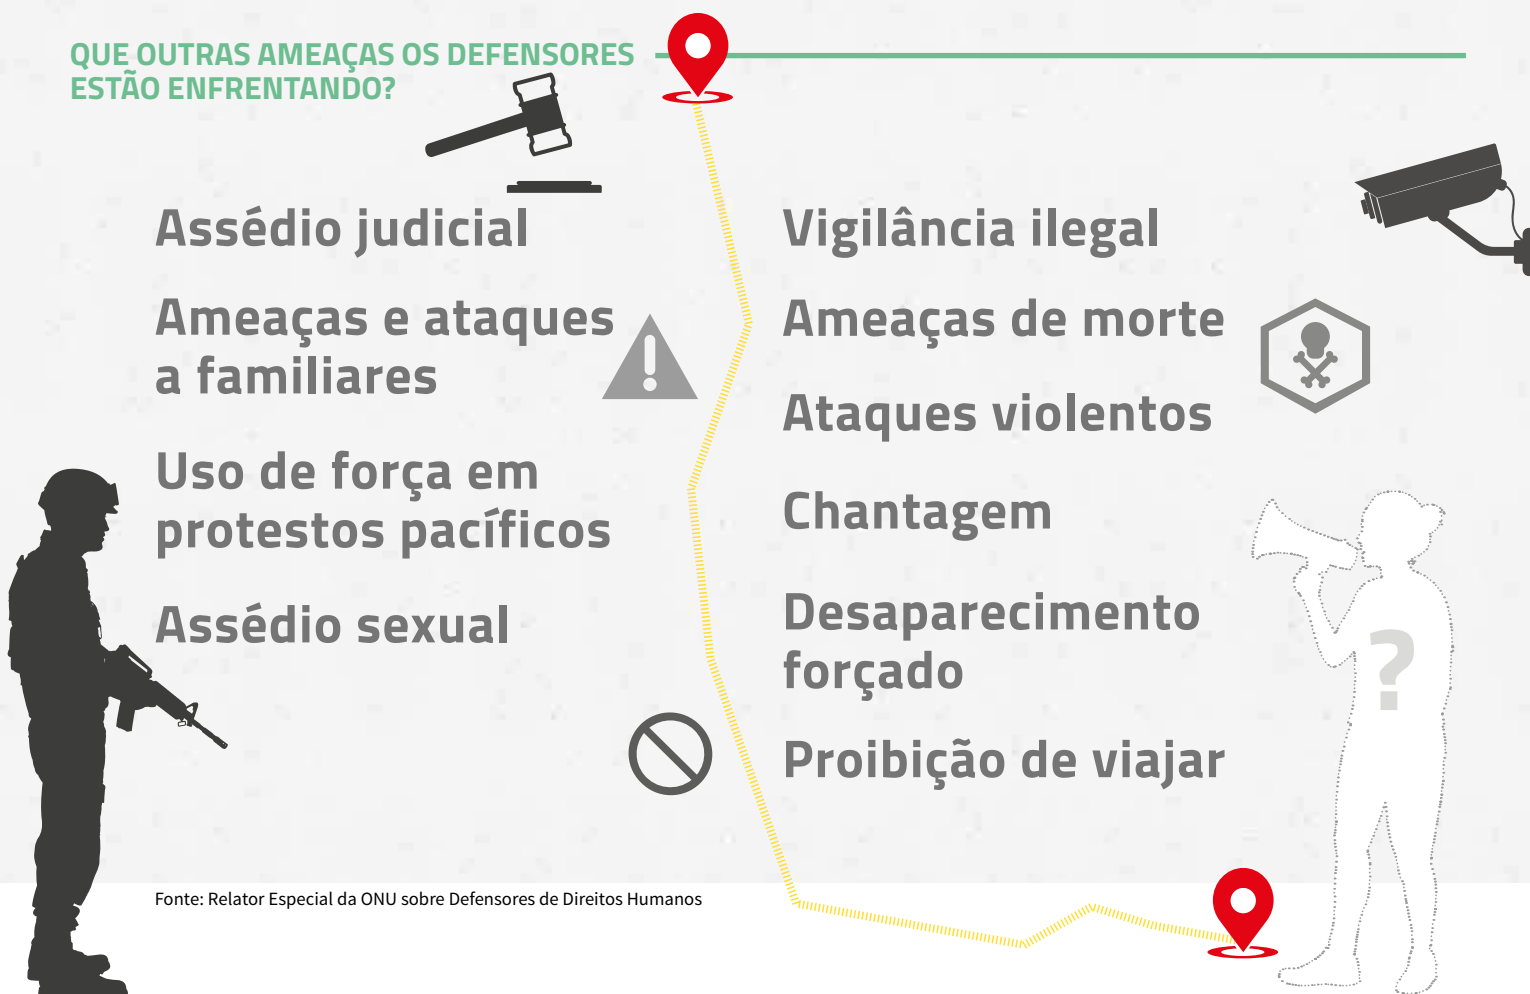 QUE OUTRAS AMEAÇAS OS DEFENSORES
ESTÃO ENFRENTANDO?
Assédio judicial
Ameaças e ataques
a familiares
Uso de força em
protestos pacíficos
Assédio sexual
Vigilância ilegal
Ameaças de morte
Ataques violentos
Chantagem
Desaparecimento
forçado
Proibição de viajar
?
Fonte: Relator Especial da ONU sobre Defensores de Direitos Humanos